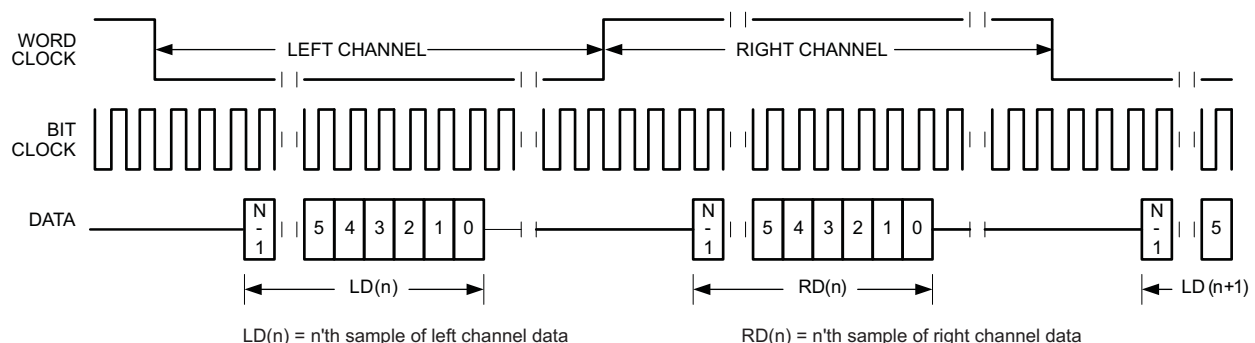 WORD
CLOCK
LEFT CHANNEL
RIGHT CHANNEL
BIT
CLOCK
DATA
N
-
1
5 4 3 2 1 0
N
-
1
5 4 3 2 1 0
N
-
1
5
LD(n)
RD(n)
LD (n+1)
LD(n) = n'th sample of left channel data
RD(n) = n'th sample of right channel data